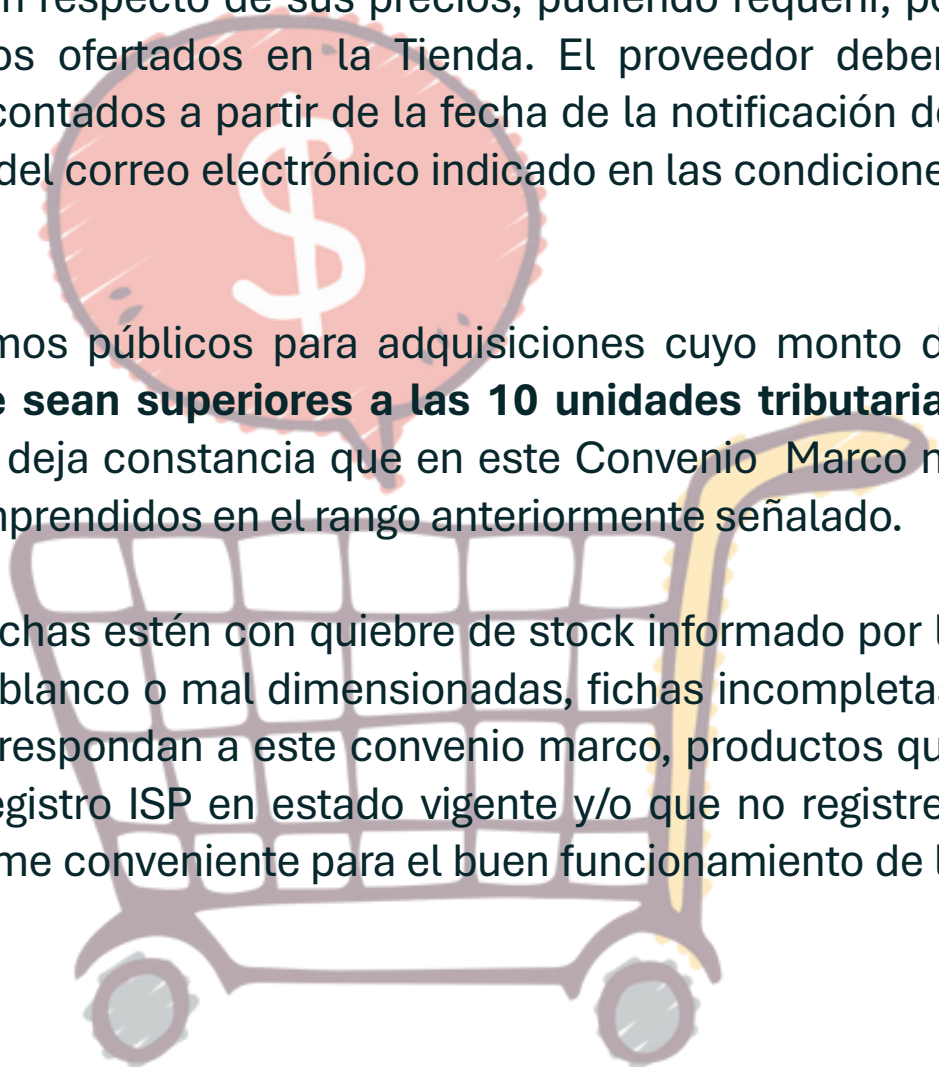 respecto de sus precios, pudiendo requerir,
os ofertados en la Tienda. El proveedor deber
contados a partir de la fecha de la notificación d
del correo electrónico indicado en las condicione
mos públicos para adquisiciones cuyo monto d
e sean superiores a las 10 unidades tributaria
deja constancia que en este Convenio Marco n
mprendidos en el rango anteriormente señalado.
chas estén con quiebre de stock informado por l
blanco o mal dimensionadas, fichas incompletas
respondan a este convenio marco, productos qu
egistro ISP en estado vigente y/o que no registre
me conveniente para el buen funcionamiento de l
$